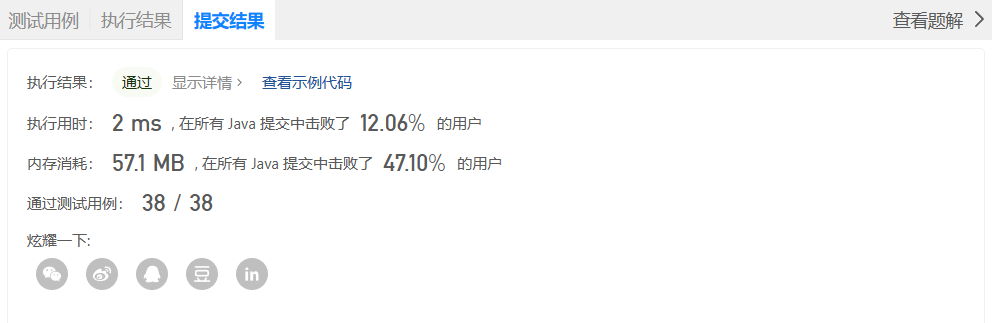 测试用例 执行结果 提交结果 查看题解 >
执行结果： 通过 显示详情 > 查看示例代码
执行用时： 2 ms , 在所有 Java 提交中击败了 12.06% 的用户
内存消耗： 57.1 MB , 在所有 Java 提交中击败了 47.10% 的用户
通过测试用例： 38 / 38
炫耀一下:
豆 in